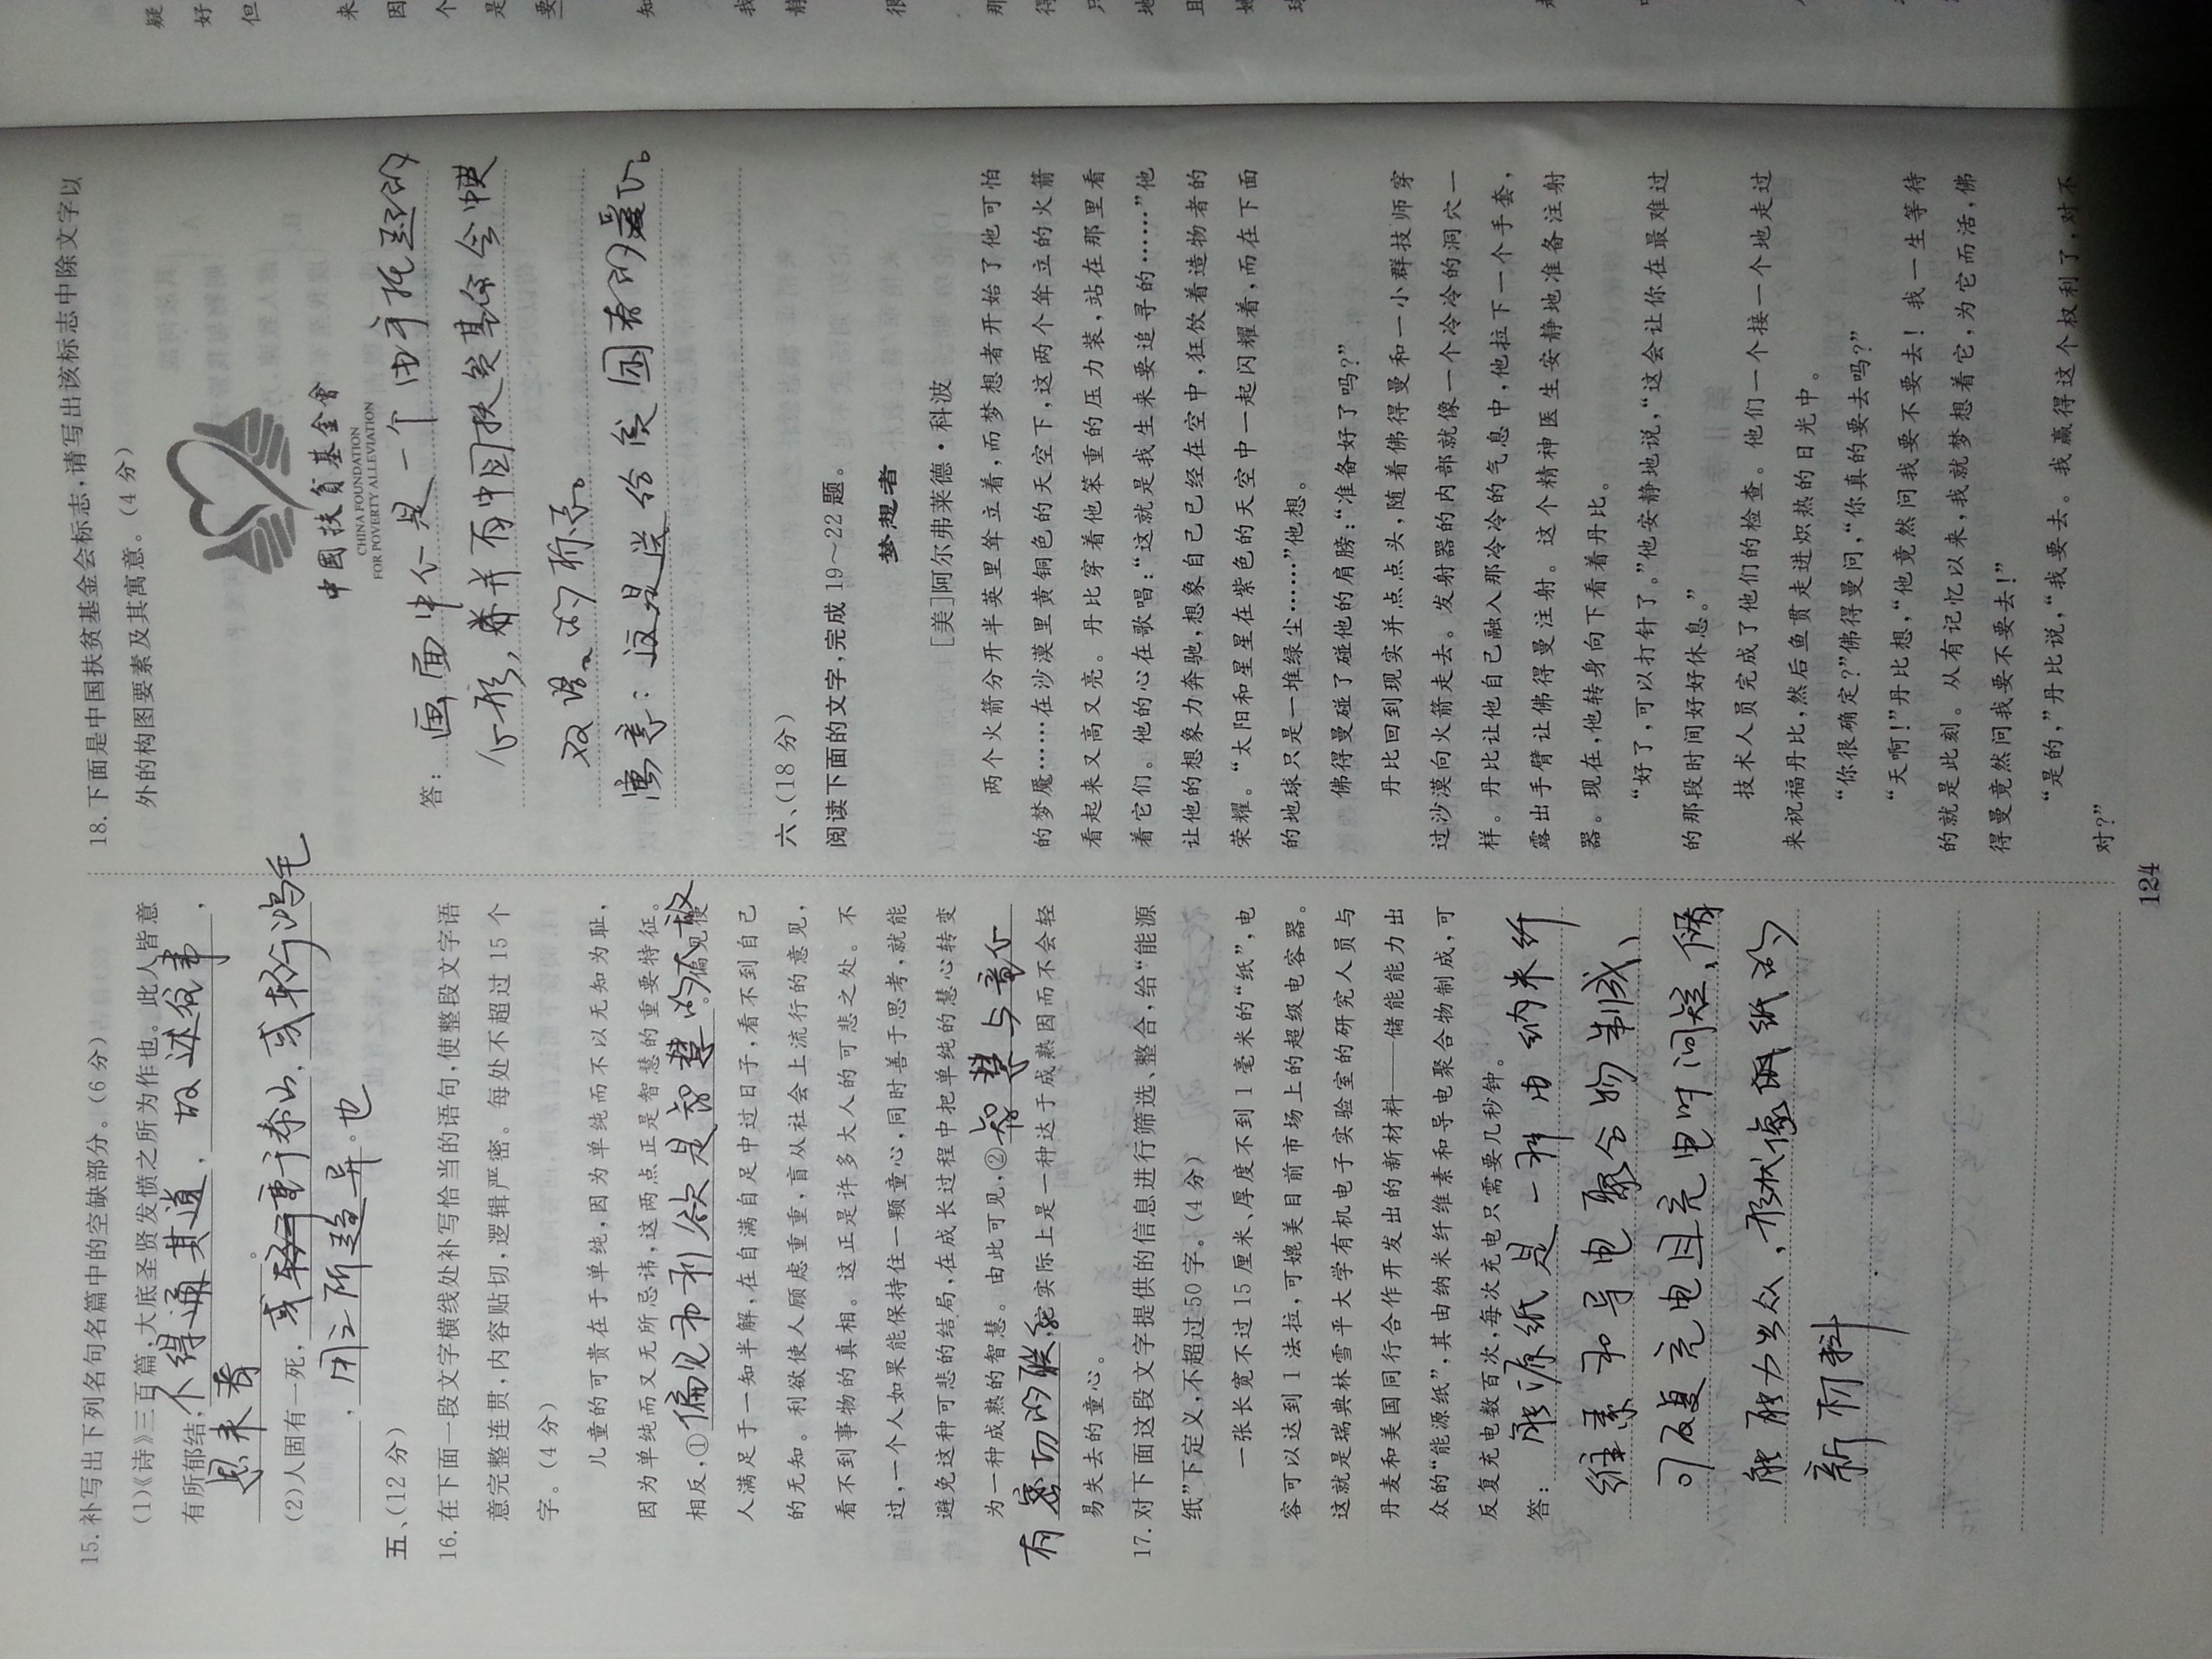 15. 补写出下列名句名篇中的空缺部分。(6 分)
(1)《诗》三百篇,大底圣贤发愤之所为作也。此人皆意
有所郁结,不得通其道,故述往事,
思来者。
(2)人固有一死,或重于泰山,或轻于鸿毛
,用之所趋异。也
五、(12 分)
16. 在下面一段文字横线处补写恰当的语句,使整段文字语
意完整连贯,内容贴切,逻辑严密。每处不超过 15 个
字。(4 分)
儿童的可贵在于单纯,因为单纯而不以无知为耻,
因为单纯而又无所忌讳,这两点正是智慧的重要特征。
相反,①偏见和利欲是智慧的大敌。偏见使
人满足于一知半解,在自满自足中过日子,看不到自己
的无知。利欲使人顾虑重重,盲从社会上流行的意见,
看不到事物的真相。这正是许多大人的可悲之处。不
过,一个人如果能保持住一颗童心,同时善于思考,就能
避免这种可悲的结局,在成长过程中把单纯的慧心转变
为一种成熟的智慧。由此可见,②智慧与童心
有密切的联系,它实际上是一种达于成熟因而不会轻
易失去的童心。
17. 对下面这段文字提供的信息进行筛选、整合,给“能源
纸”下定义,不超过 50 字。(4 分)
一张长宽不过 15 厘米、厚度不到 1 毫米的“纸”,电
容可以达到 1 法拉,可媲美目前市场上的超级电容器。
这就是瑞典林雪平大学有机电子实验室的研究人员与
丹麦和美国同行合作开发出的新材料——储能能力出
众的“能源纸”,其由纳米纤维素和导电聚合物制成,可
反复充电数百次,每次充电只需要几秒钟。
答: 能源纸是一种由纳米纤
维素和导电聚合物制成、
可反复充电且充电时间短,储
能能力出众,形状像纸的
新材料.
18. 下面是中国扶贫基金会标志,请写出该标志中除文字以
外的构图要素及其寓意。(4 分)
中國扶貧基金會
CHINA FOUNDATION
FOR POVERTY ALLEVIATION
答: 画面中心是一个由手托起的
心形,并有中国扶贫基金会中英
双语的标志。
寓意:这是送给贫困者的爱心。
六、(18 分)
阅读下面的文字,完成 19～22 题。
梦想者
[美]阿尔弗莱德·科波
两个火箭分开半英里耸立着,而梦想者开始了他可怕
的梦魇……在沙漠里黄铜色的天空下,这两个耸立的火箭
看起来又高又亮。丹比穿着他笨重的压力装,站在那里看
着它们。他的心在歌唱:“这就是我生来要追寻的……”他
让他的想象力奔驰,想象自己已经在空中,狂饮着造物者的
荣耀。“太阳和星星在紫色的天空中一起闪耀着,而在下面
的地球只是一堆绿尘……”他想。
佛得曼碰了碰他的肩膀:“准备好了吗?”
丹比回到现实并点点头,随着佛得曼和一小群技师穿
过沙漠向火箭走去。发射器的内部就像一个冷冷的洞穴一
样。丹比让他自己融入那冷冷的气息中,他拉下一个手套,
露出手臂让佛得曼注射。这个精神医生安静地准备注射
器。现在,他转身向下看着丹比。
“好了,可以打针了。”他安静地说,“这会让你在最难过
的那段时间好好休息。”
技术人员完成了他们的检查。他们一个接一个地走过
来祝福丹比,然后鱼贯走进炽热的日光中。
“你很确定?”佛得曼问,“你真的要去吗?”
“天啊!”丹比想,“他竟然问我要不要去! 我一生等待
的就是此刻。从有记忆以来,我就梦想着它,为它而活,佛
得曼竟然问我要不要去!”
“是的,”丹比说,“我要去。我赢得这个权利了,对不
对?”
124